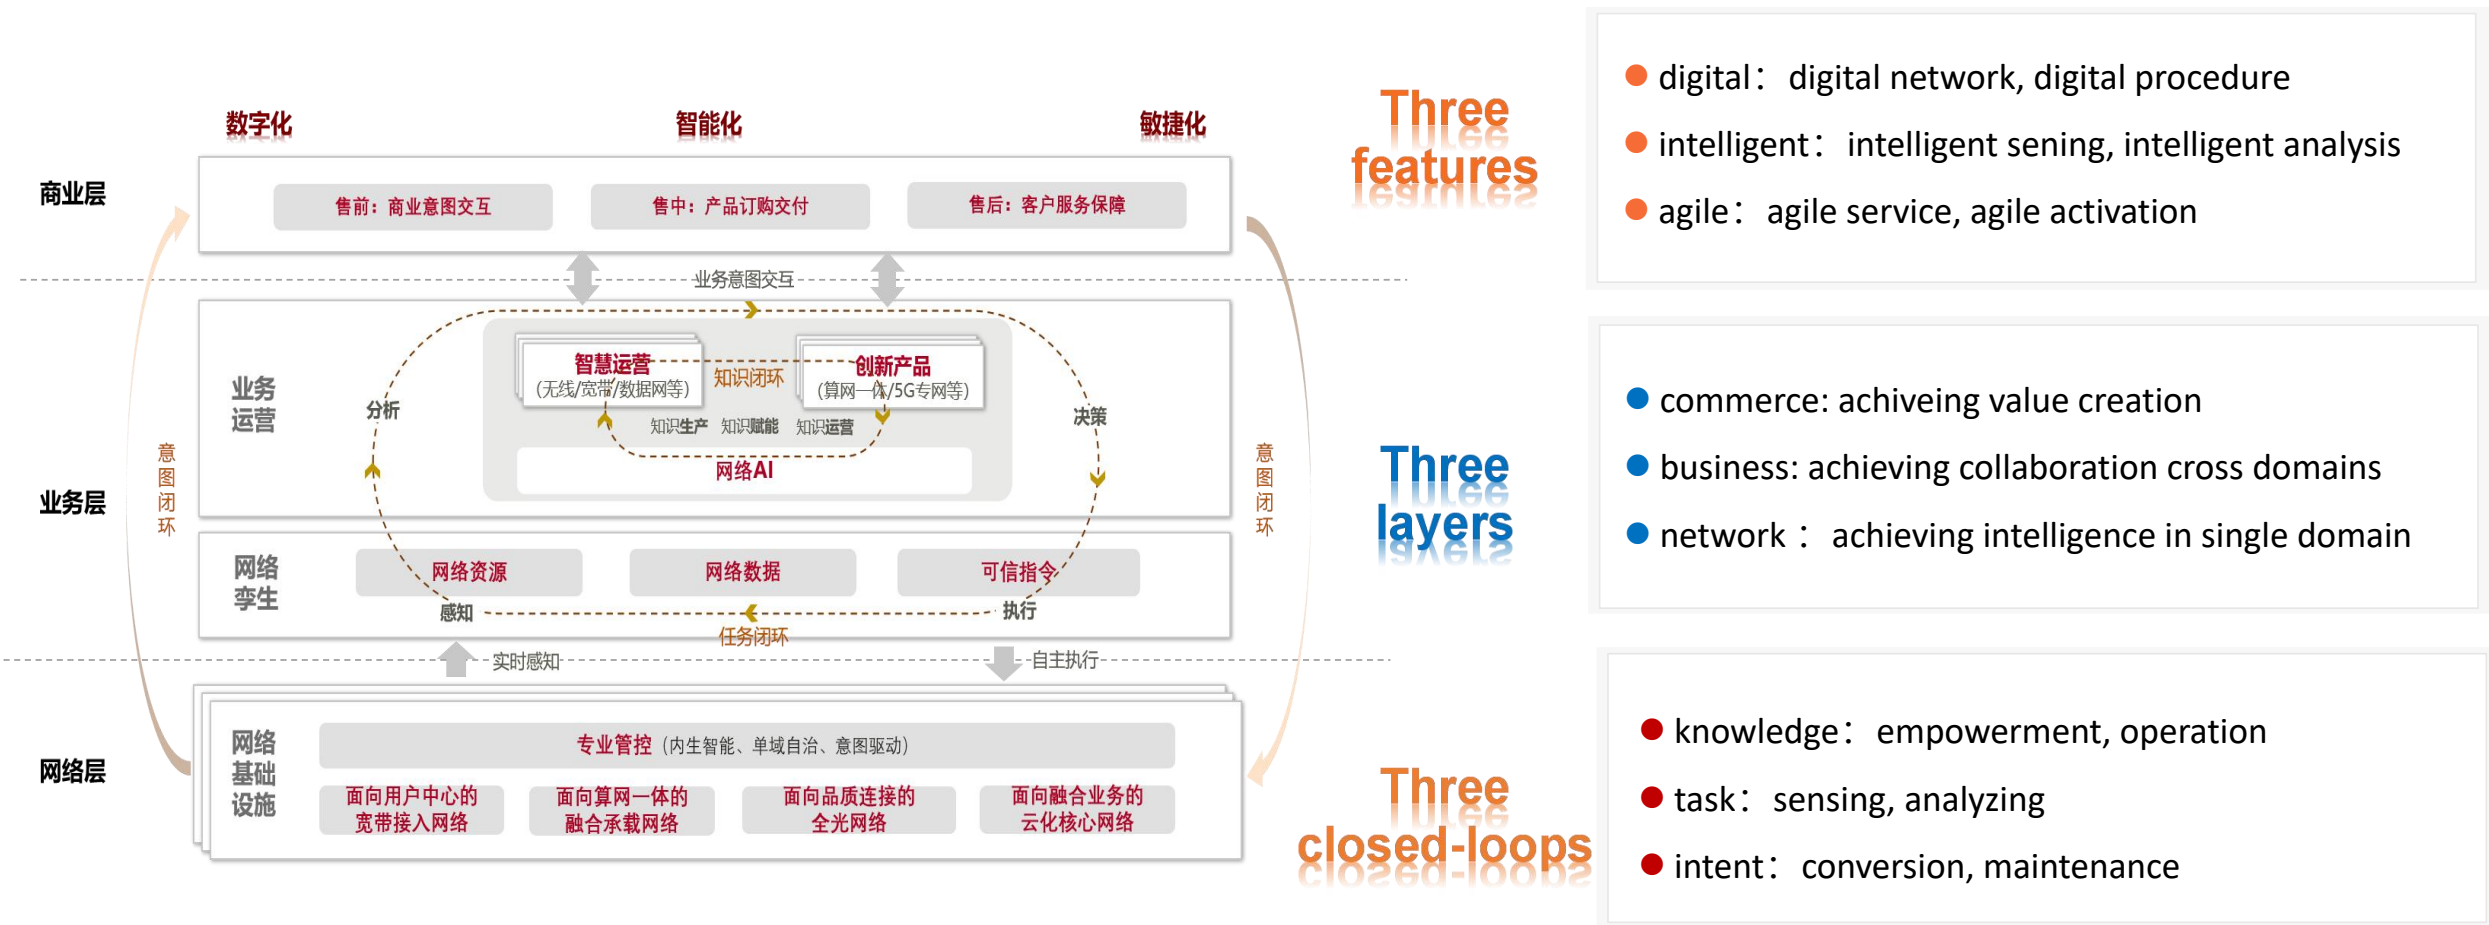 数字化
智能化
敏捷化
商业层
售前：商业意图交互
售中：产品订购交付
售后：客户服务保障
业务意图交互
业务层
业务
运营
智慧运营
(无线/宽带/数据网等)
知识闭环
创新产品
(算网一体/5G专网等)
知识生产 知识赋能 知识运营
网络AI
分析
决策
意图闭环
意图闭环
网络
孪生
网络资源
网络数据
可信指令
感知
执行
任务闭环
实时感知
自主执行
网络层
网络
基础
设施
专业管控（内生智能、单域自治、意图驱动）
面向用户中心的
宽带接入网络
面向算网一体的
融合承载网络
面向品质连接的
全光网络
面向融合业务的
云化核心网络
Three
features
digital：digital network, digital procedure
intelligent：intelligent sening, intelligent analysis
agile：agile service, agile activation
Three
layers
commerce: achiveing value creation
business: achieving collaboration cross domains
network：achieving intelligence in single domain
Three
closed-loops
knowledge：empowerment, operation
task：sensing, analyzing
intent：conversion, maintenance